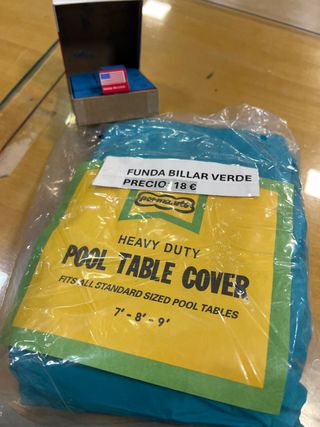 FUNDA BILLAR VERDE
PRECIO: 18 €
permalife
HEAVY DUTY
POOL TABLE COVER
FITS ALL STANDARD SIZED POOL TABLES
7' - 8' - 9'